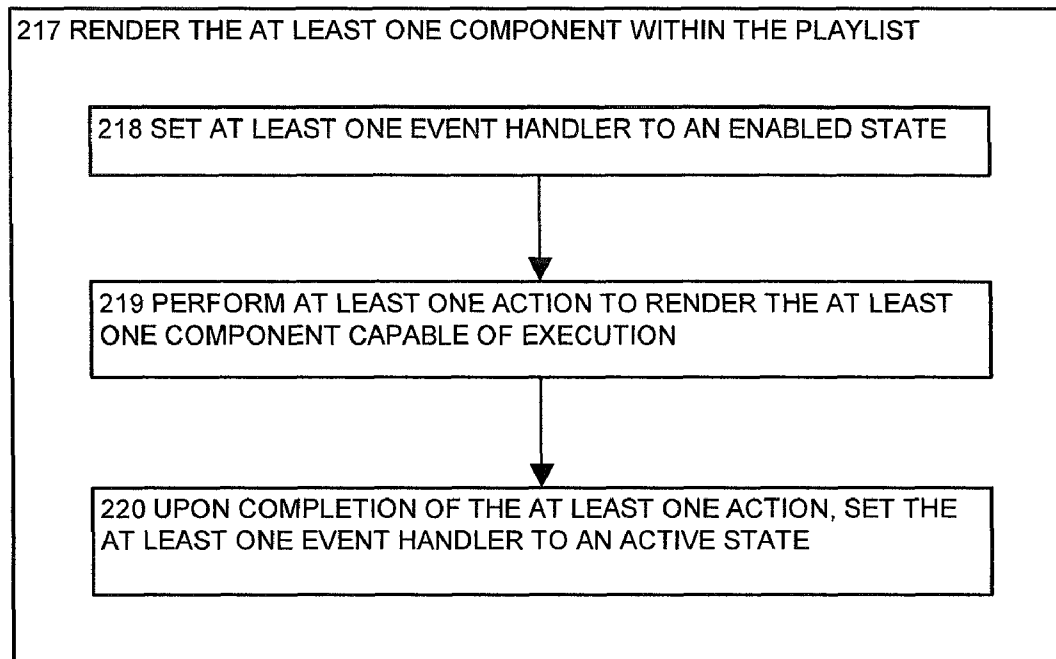 217 RENDER THE AT LEAST ONE COMPONENT WITHIN THE PLAYLIST
218 SET AT LEAST ONE EVENT HANDLER TO AN ENABLED STATE
219 PERFORM AT LEAST ONE ACTION TO RENDER THE AT LEAST
ONE COMPONENT CAPABLE OF EXECUTION
220 UPON COMPLETION OF THE AT LEAST ONE ACTION, SET THE
AT LEAST ONE EVENT HANDLER TO AN ACTIVE STATE